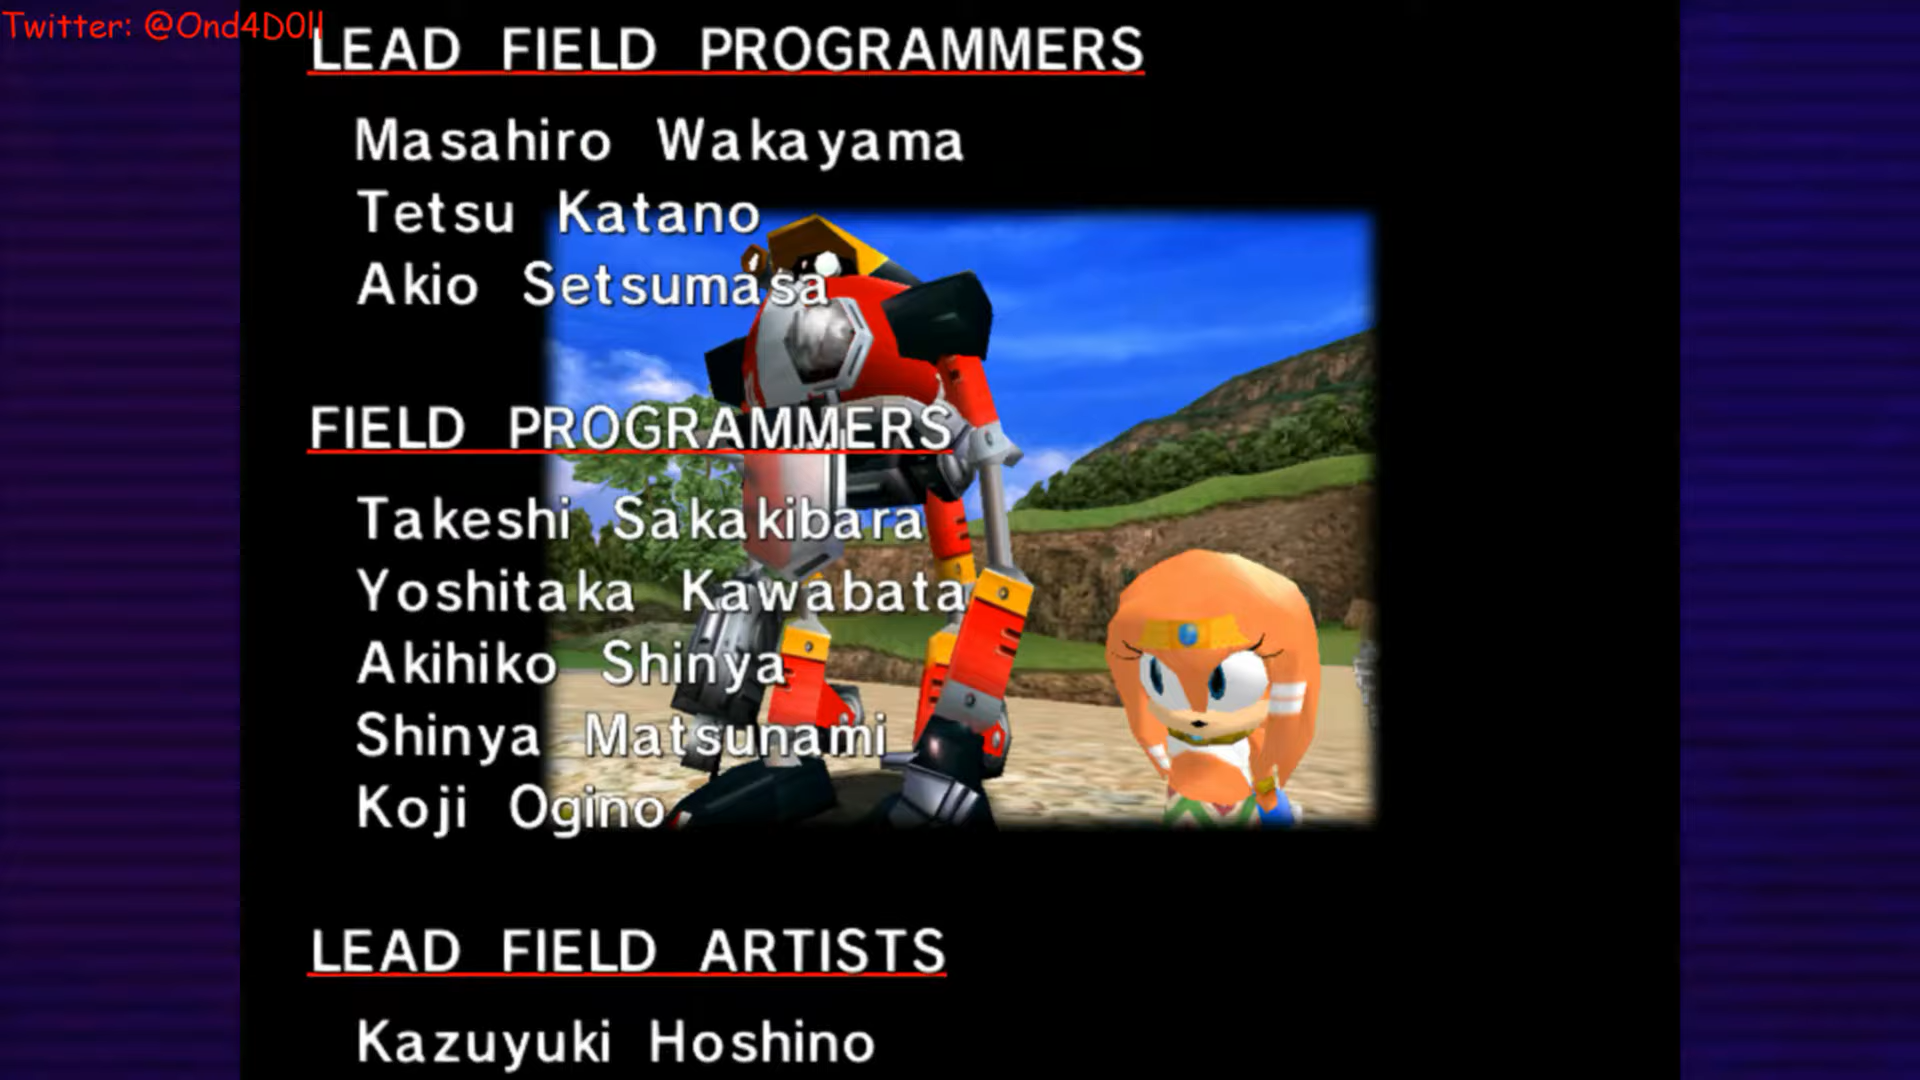 Twitter: @Ond4D0ll
LEAD FIELD PROGRAMMERS
Masahiro Wakayama
Tetsu Katano
Akio Setsumasa
FIELD PROGRAMMERS
Takeshi Sakakibara
Yoshitaka Kawabata
Akihiko Shinya
Shinya Matsunami
Koji Ogino
LEAD FIELD ARTISTS
Kazuyuki Hoshino